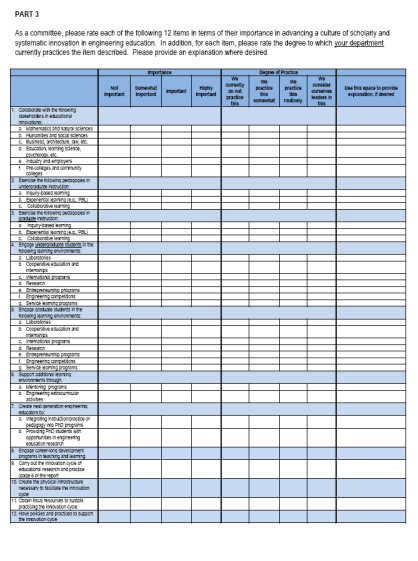 PART 3
As a committee, please rate each of the following 12 items in terms of their importance in advancing a culture of scholarly and
systematic innovation in engineering education. In addition, for each item, please rate the degree to which your department
currently practices the item described. Please provide an explanation where desired.
Importance
Degree of Practice
Not
important
Somewhat
important
Important
Highly
important
We
currently
do not
practice
this
We
practice
this
somewhat
We
practice
this
routinely
We
consider
ourselves
leaders in
this
Use this space to provide
explanation, if desired
1. Collaborate with the following
stakeholders in educational
innovations:
a. Mathematics and natural sciences
b. Humanities and social sciences
c. Business, architecture, law, etc.
d. Education, learning science,
psychology, etc.
e. Industry and employers
f. Pre-colleges and community
colleges
2. Exercise the following pedagogies in
undergraduate instruction:
a. Inquiry-based learning
b. Experiential learning (e.g., PBL)
c. Collaborative learning
3. Exercise the following pedagogies in
graduate instruction:
a. Inquiry-based learning
b. Experiential learning (e.g., PBL)
c. Collaborative learning
4. Engage undergraduate students in the
following learning environments:
a. Laboratories
b. Cooperative education and
internships
c. International programs
d. Research
e. Entrepreneurship programs
f. Engineering competitions
g. Service learning programs
5. Engage graduate students in the
following learning environments:
a. Laboratories
b. Cooperative education and
internships
c. International programs
d. Research
e. Entrepreneurship programs
f. Engineering competitions
g. Service learning programs
6. Support additional learning
environments through:
a. Mentoring programs
b. Engineering extracurricular
activities
7. Create next generation engineering
educators by:
a. Integrating instruction/practice of
pedagogy into PhD programs
b. Providing PhD students with
opportunities in engineering
education research
8. Engage career-long development
programs in teaching and learning
9. Carry out the innovation cycle of
educational research and practice
(page 6 of the report)
10. Create the physical infrastructure
necessary to facilitate the innovation
cycle
11. Obtain fiscal resources to sustain
practicing the innovation cycle
12. Have policies and practices to support
the innovation cycle